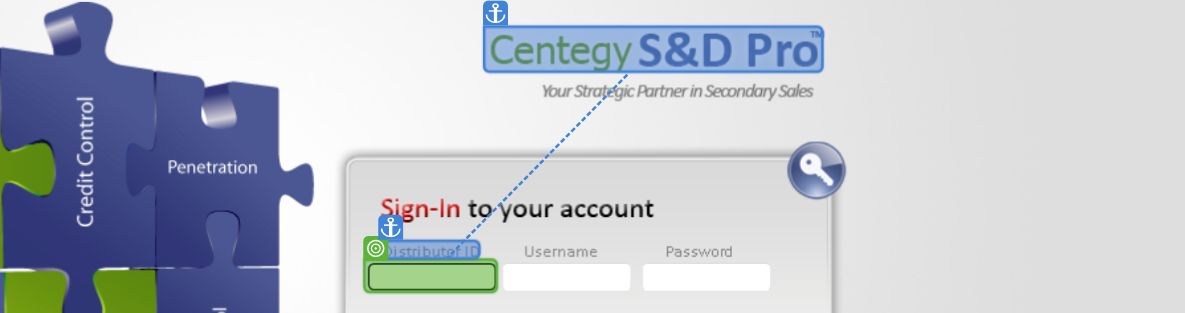 Centegy S&D Pro™
Your Strategic Partner in Secondary Sales
Credit Control
Penetration
Sign-In to your account
Distributor ID Username Password